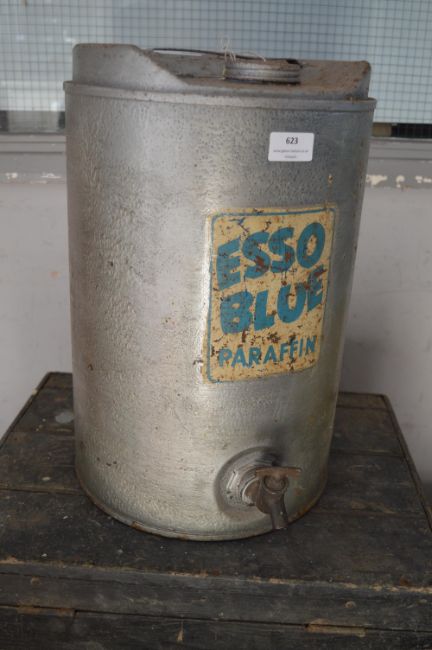 623
ESSO
BLUE
PARAFFIN